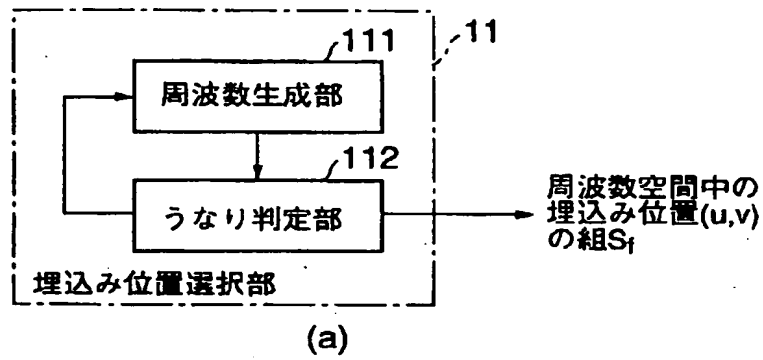 111
11
周波数生成部
112
うなり判定部
周波数空間中の
埋込み位置(u,v)
の組Sf
埋込み位置選択部
(a)